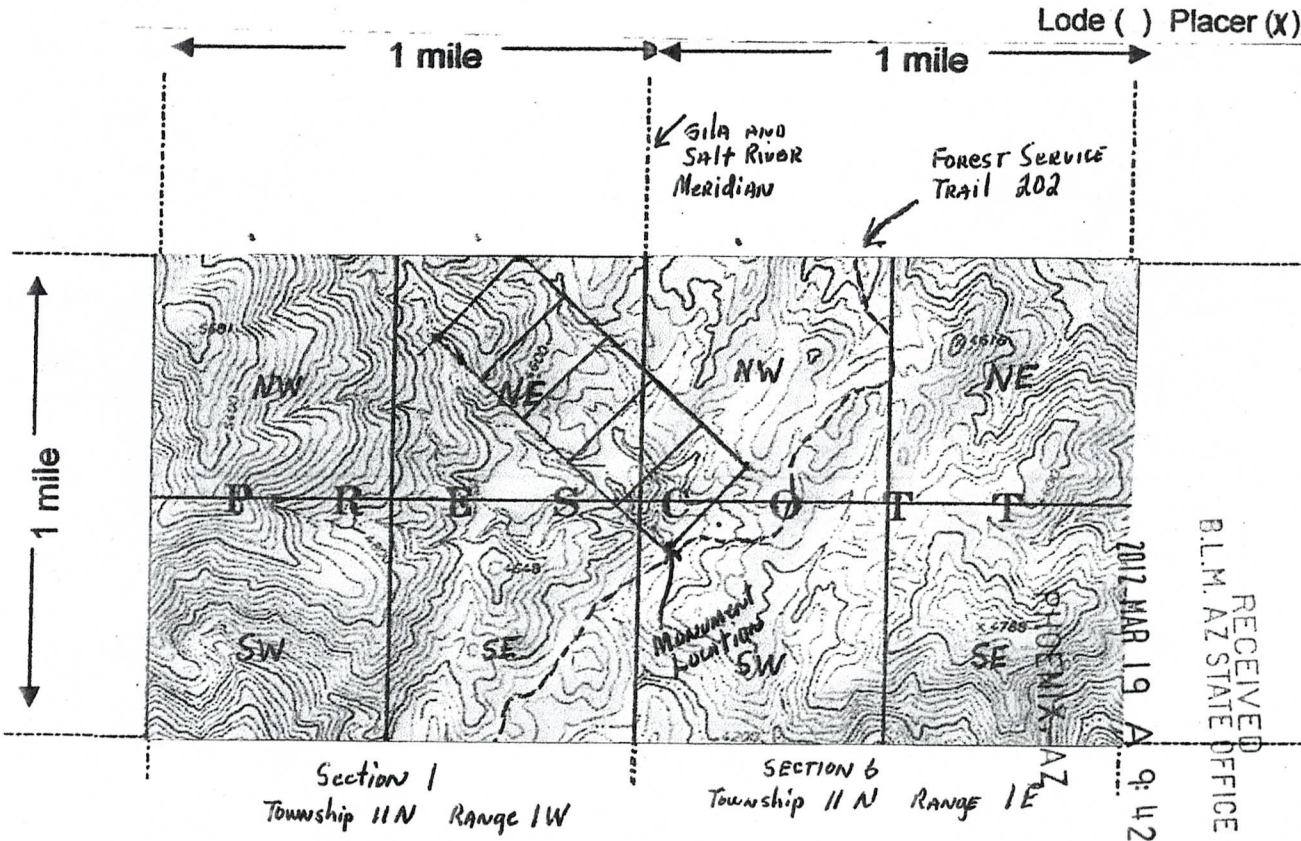 Lode ( ) Placer (X)
1 mile
1 mile
GILA AND
Salt River
Meridian
Forest Service
Trail 202
1 mile
NW
NE
NW
NE
PRESCOTT
SW
SE
Monument
Location
SW
SE
Section 1
Township 11N Range 1W
SECTION 6
Township 11 N RANGE 1E
RECEIVED
B.L.M. AZ STATE OFFICE
2012 MAR 19 A 9:42
PHOENIX AZ